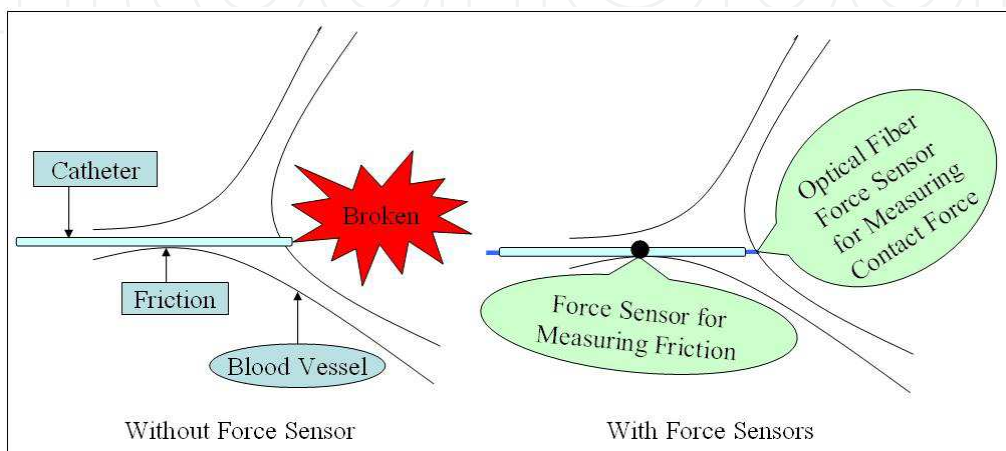 Catheter
Broken
Friction
Blood Vessel
Without Force Sensor
Optical Fiber
Force Sensor
for Measuring
Contact Force
Force Sensor for
Measuring Friction
With Force Sensors